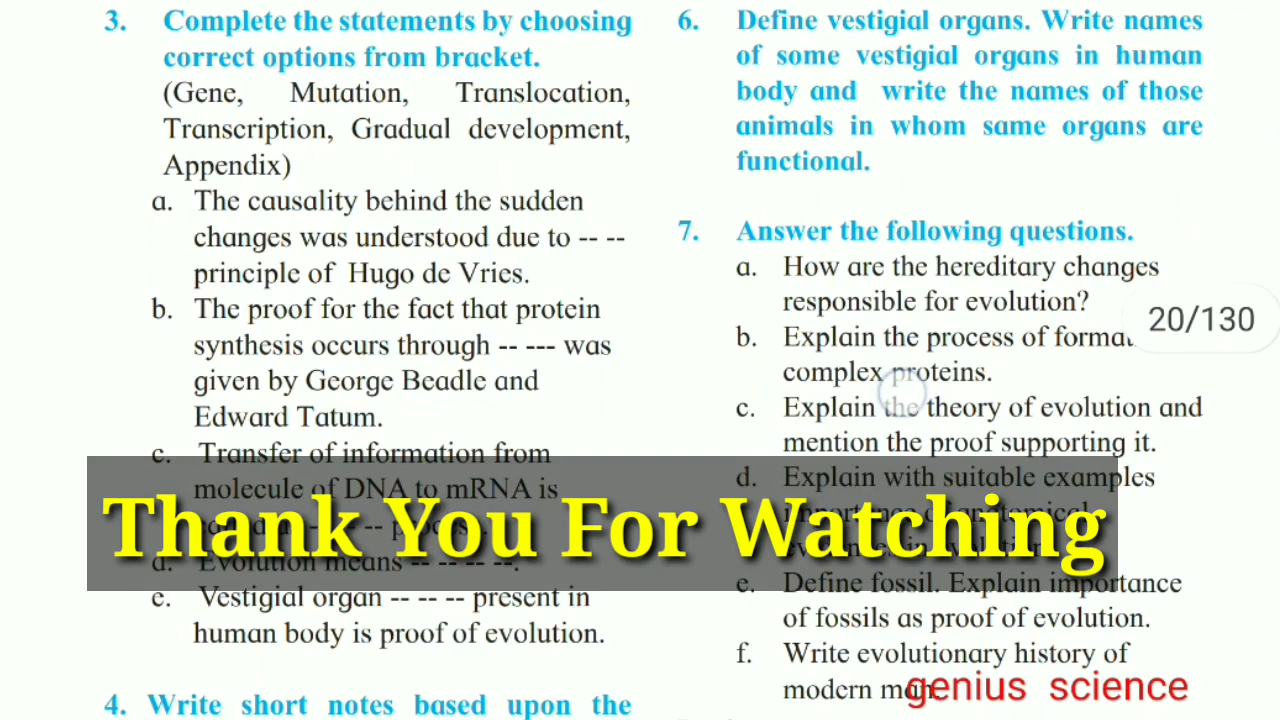 3. Complete the statements by choosing
correct options from bracket.
(Gene, Mutation, Translocation,
Transcription, Gradual development,
Appendix)
a. The causality behind the sudden
changes was understood due to -- --
principle of Hugo de Vries.
b. The proof for the fact that protein
synthesis occurs through -- --- was
given by George Beadle and
Edward Tatum.
c. Transfer of information from
molecule of DNA to mRNA is
d. Evolution means -- -- -- --.
e. Vestigial organ -- -- -- present in
human body is proof of evolution.
4. Write short notes based upon the
6. Define vestigial organs. Write names
of some vestigial organs in human
body and write the names of those
animals in whom same organs are
functional.
7. Answer the following questions.
a. How are the hereditary changes
responsible for evolution?
b. Explain the process of
complex proteins.
c. Explain the theory of evolution and
mention the proof supporting it.
d. Explain with suitable examples
e. Define fossil. Explain importance
of fossils as proof of evolution.
f. Write evolutionary history of
modern
20/130
Thank You For Watching
genius science